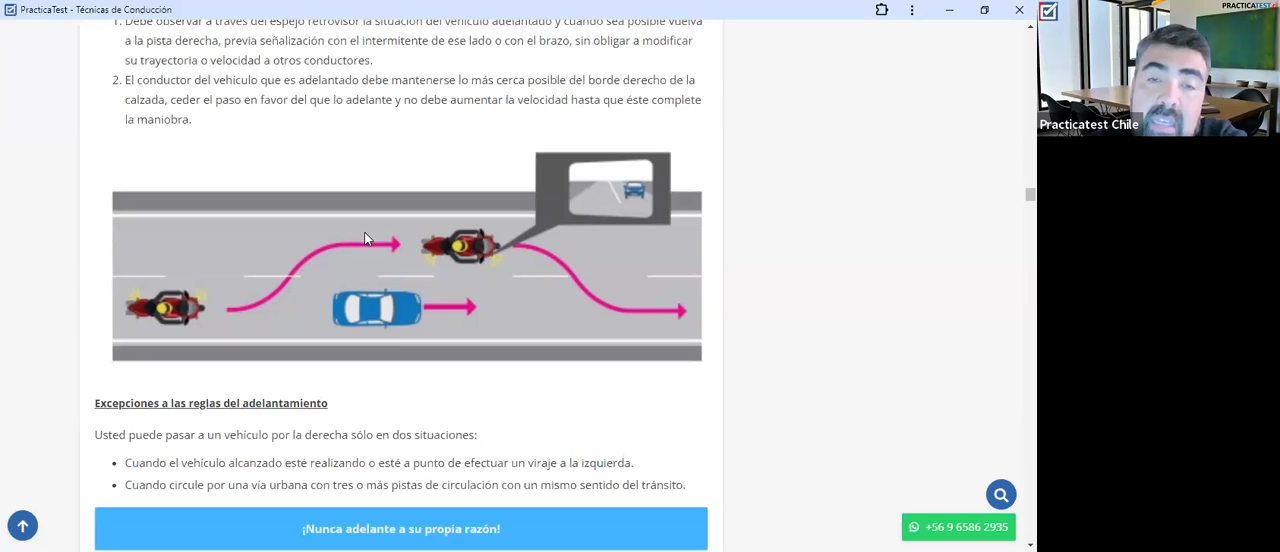 PracticaTest - Técnicas de Conducción
1. Debe observar a través del espejo retrovisor la situación del vehículo adelantado y cuando sea posible vuelva
a la pista derecha, previa señalización con el intermitente de ese lado o con el brazo, sin obligar a modificar
su trayectoria o velocidad a otros conductores.
2. El conductor del vehículo que es adelantado debe mantenerse lo más cerca posible del borde derecho de la
calzada, ceder el paso en favor del que lo adelante y no debe aumentar la velocidad hasta que éste complete
la maniobra.
Excepciones a las reglas del adelantamiento
Usted puede pasar a un vehículo por la derecha sólo en dos situaciones:
• Cuando el vehículo alcanzado esté realizando o esté a punto de efectuar un viraje a la izquierda.
• Cuando circule por una vía urbana con tres o más pistas de circulación con un mismo sentido del tránsito.
¡Nunca adelante a su propia razón!
+56 9 6586 2935
PRACTICATEST.CL
Practicatest Chile